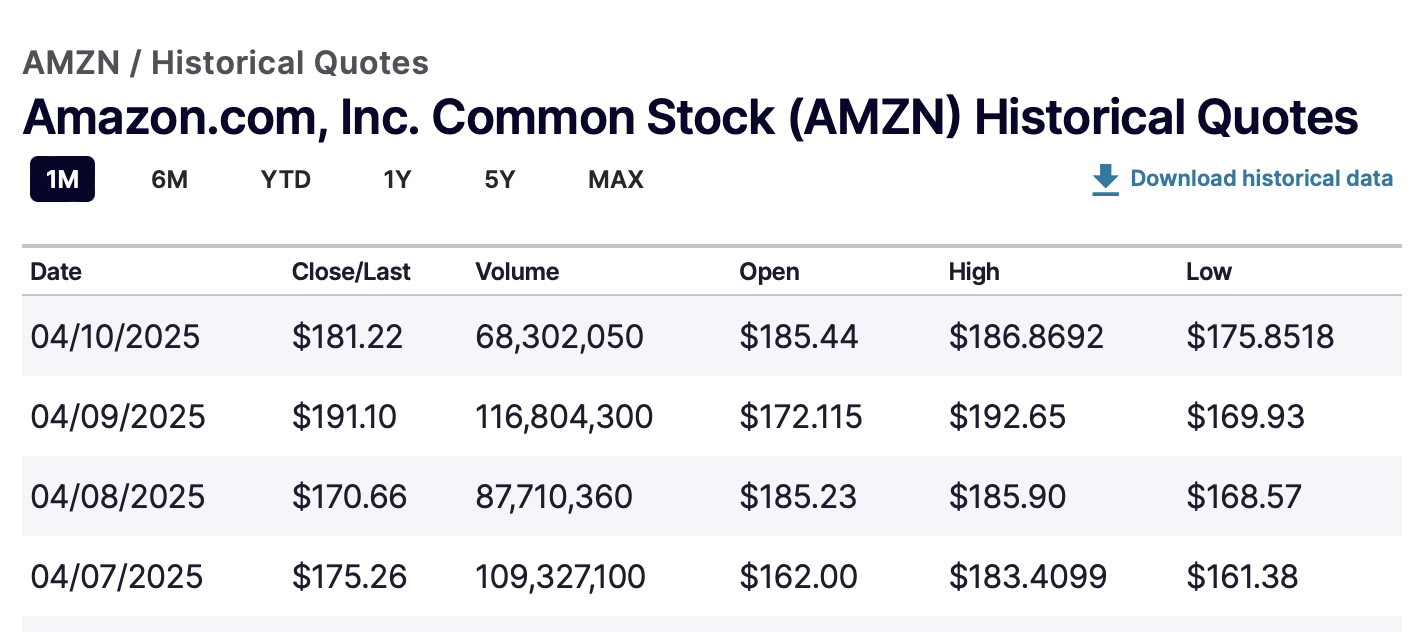 AMZN / Historical Quotes
Amazon.com, Inc. Common Stock (AMZN) Historical Quotes
1M 6M YTD 1Y 5Y MAX Download historical data
Date Close/Last Volume Open High Low
04/10/2025 $181.22 68,302,050 $185.44 $186.8692 $175.8518
04/09/2025 $191.10 116,804,300 $172.115 $192.65 $169.93
04/08/2025 $170.66 87,710,360 $185.23 $185.90 $168.57
04/07/2025 $175.26 109,327,100 $162.00 $183.4099 $161.38